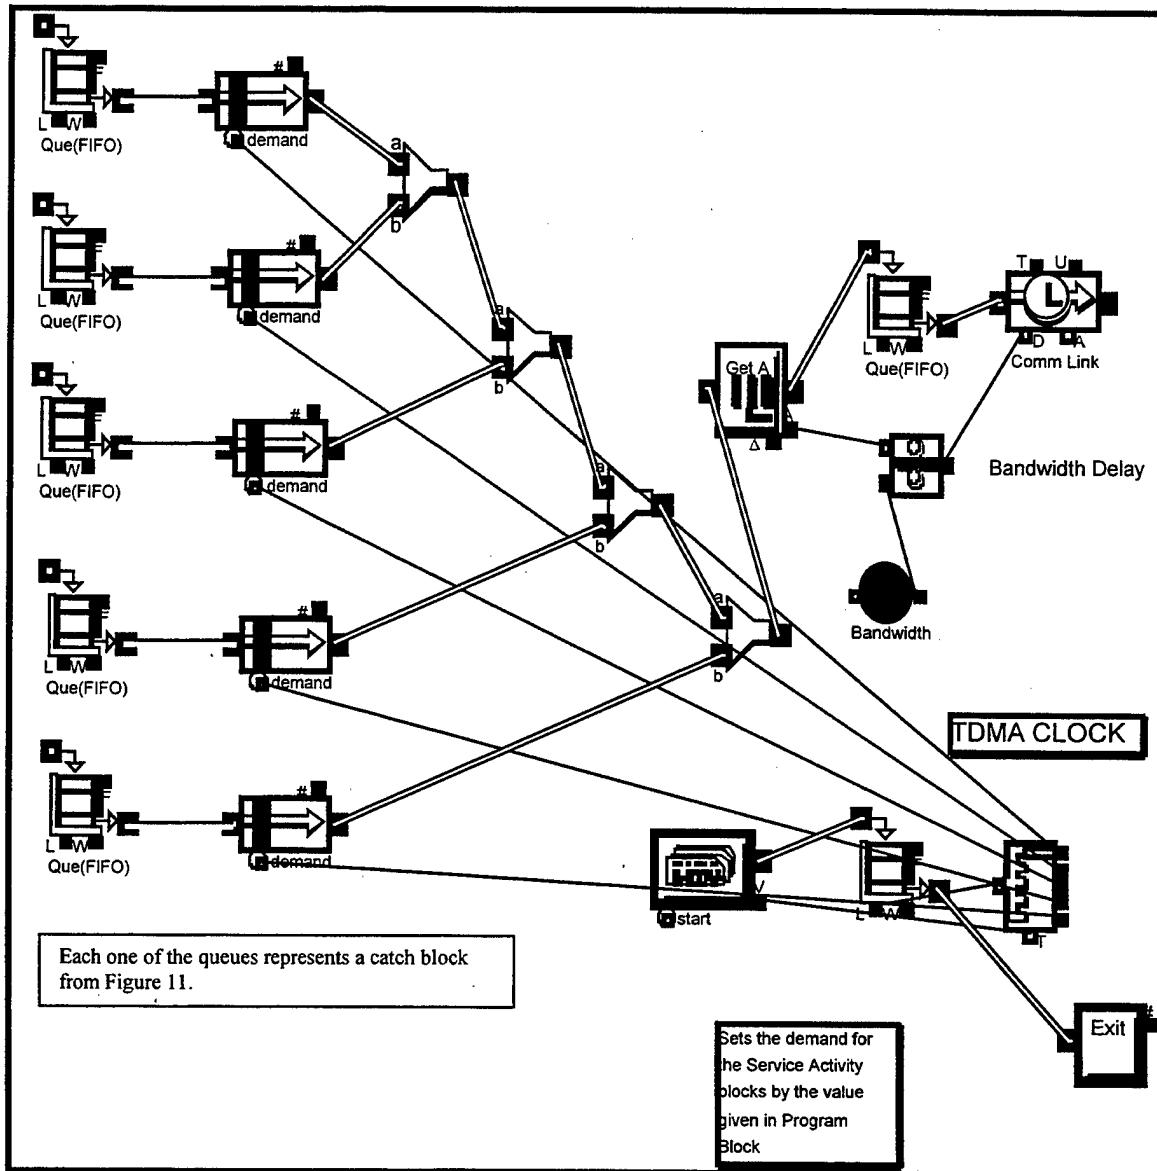 #
L W
Que(FIFO)
demand
a
b
#
L W
Que(FIFO)
demand
#
L W
Que(FIFO)
demand
a
b
T U
L
D A
Comm Link
L W
Que(FIFO)
Get A
Δ
Bandwidth Delay
Bandwidth
a
b
#
L W
Que(FIFO)
demand
a
b
TDMA CLOCK
#
L W
Que(FIFO)
demand
V
start
L W
T
Each one of the queues represents a catch block
from Figure 11.
Exit
#
Sets the demand for
the Service Activity
blocks by the value
given in Program
Block